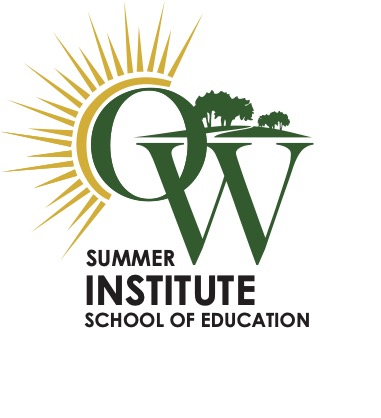 OW
SUMMER
INSTITUTE
SCHOOL OF EDUCATION